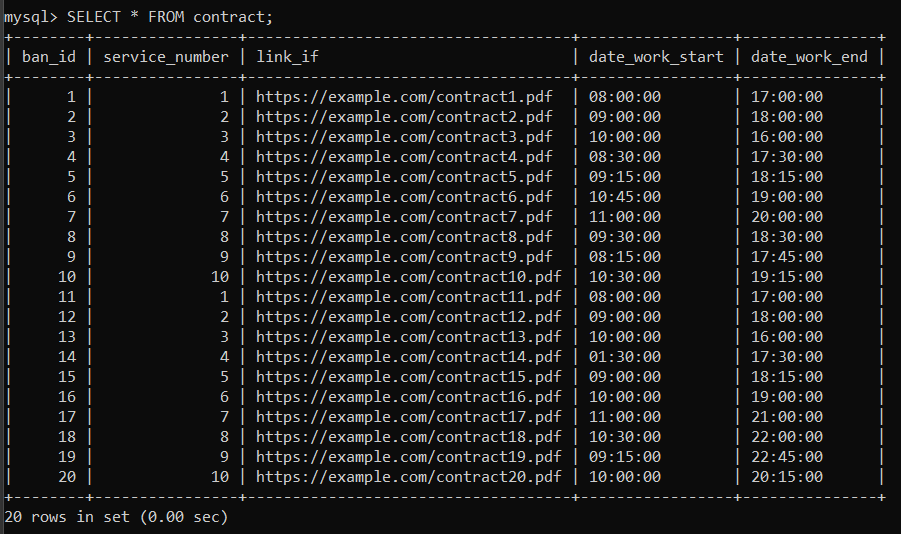 mysql> SELECT * FROM contract;
+--------+----------------+------------------------------------+-----------------+---------------+
| ban_id | service_number | link_if                            | date_work_start | date_work_end |
+--------+----------------+------------------------------------+-----------------+---------------+
|      1 |              1 | https://example.com/contract1.pdf  | 08:00:00        | 17:00:00      |
|      2 |              2 | https://example.com/contract2.pdf  | 09:00:00        | 18:00:00      |
|      3 |              3 | https://example.com/contract3.pdf  | 10:00:00        | 16:00:00      |
|      4 |              4 | https://example.com/contract4.pdf  | 08:30:00        | 17:30:00      |
|      5 |              5 | https://example.com/contract5.pdf  | 09:15:00        | 18:15:00      |
|      6 |              6 | https://example.com/contract6.pdf  | 10:45:00        | 19:00:00      |
|      7 |              7 | https://example.com/contract7.pdf  | 11:00:00        | 20:00:00      |
|      8 |              8 | https://example.com/contract8.pdf  | 09:30:00        | 18:30:00      |
|      9 |              9 | https://example.com/contract9.pdf  | 08:15:00        | 17:45:00      |
|     10 |             10 | https://example.com/contract10.pdf | 10:30:00        | 19:15:00      |
|     11 |              1 | https://example.com/contract11.pdf | 08:00:00        | 17:00:00      |
|     12 |              2 | https://example.com/contract12.pdf | 09:00:00        | 18:00:00      |
|     13 |              3 | https://example.com/contract13.pdf | 10:00:00        | 16:00:00      |
|     14 |              4 | https://example.com/contract14.pdf | 01:30:00        | 17:30:00      |
|     15 |              5 | https://example.com/contract15.pdf | 09:00:00        | 18:15:00      |
|     16 |              6 | https://example.com/contract16.pdf | 10:00:00        | 19:00:00      |
|     17 |              7 | https://example.com/contract17.pdf | 11:00:00        | 21:00:00      |
|     18 |              8 | https://example.com/contract18.pdf | 10:30:00        | 22:00:00      |
|     19 |              9 | https://example.com/contract19.pdf | 09:15:00        | 22:45:00      |
|     20 |             10 | https://example.com/contract20.pdf | 10:00:00        | 20:15:00      |
+--------+----------------+------------------------------------+-----------------+---------------+
20 rows in set (0.00 sec)